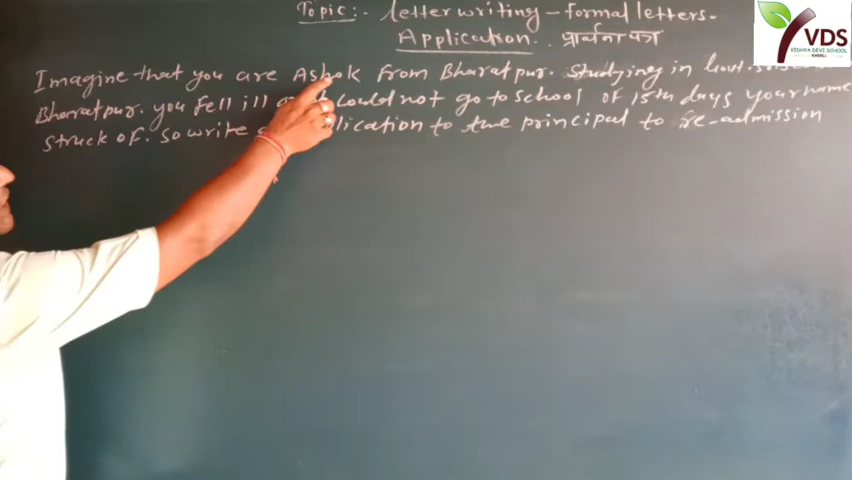 Topic:- letter writing - formal letters.
Application. प्रार्थना पत्र
VDS
VIDHYA DEVI SCHOOL
KHERLI
Imagine that you are Ashok from Bharatpur. Studying in Govt.
Bharatpur. you fell ill could not go to school of 15th days your name
struck of. so write to the principal to re-admission